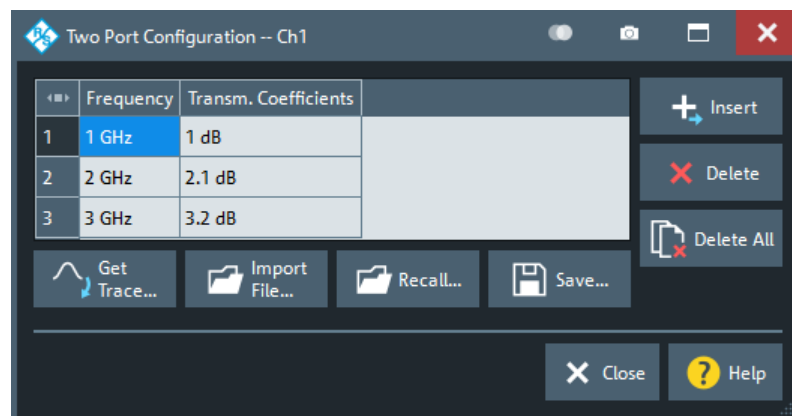 Two Port Configuration -- Ch1
Frequency Transm. Coefficients
1 1 GHz 1 dB
2 2 GHz 2.1 dB
3 3 GHz 3.2 dB
Insert
Delete
Delete All
Get
Trace...
Import
File...
Recall...
Save...
Close
? Help